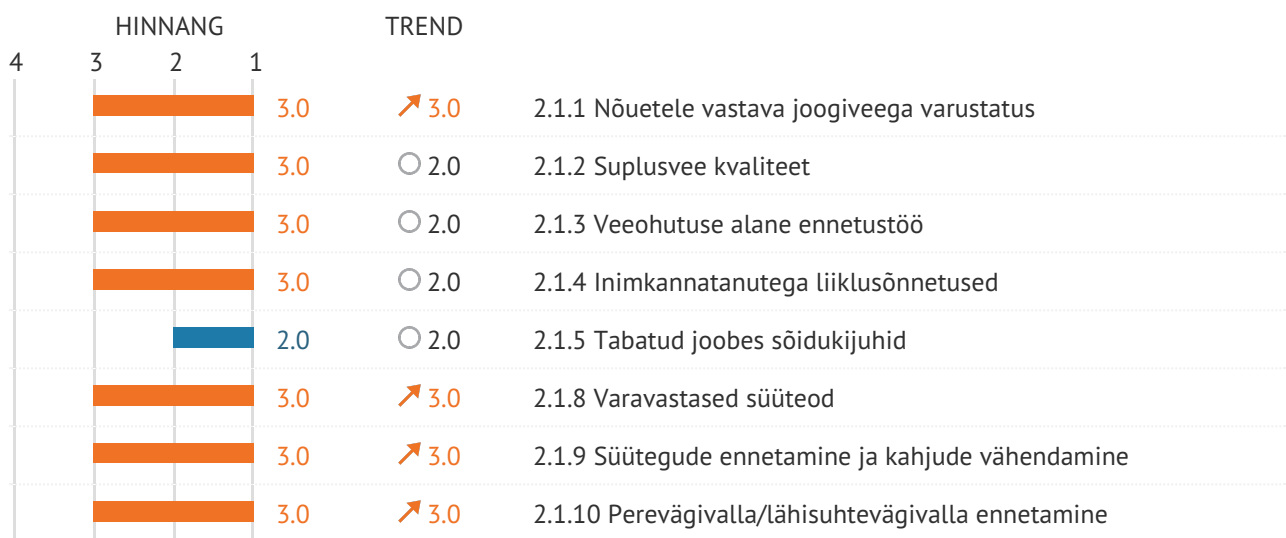 HINNANG TREND
4 3 2 1
3.0 3.0 2.1.1 Nõuetele vastava joogiveega varustatus
3.0 2.0 2.1.2 Suplusvee kvaliteet
3.0 2.0 2.1.3 Veeohutuse alane ennetustöö
3.0 2.0 2.1.4 Inimkannatanutega liiklusõnnetused
2.0 2.0 2.1.5 Tabatud joobes sõidukijuhid
3.0 3.0 2.1.8 Varavastased süüteod
3.0 3.0 2.1.9 Süütegude ennetamine ja kahjude vähendamine
3.0 3.0 2.1.10 Perevägivalla/lähisuhtevägivalla ennetamine